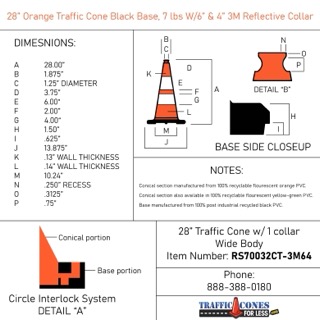 28" Orange Traffic Cone Black Base, 7 lbs W/6" & 4" 3M Reflective Collar
DIMESNIONS:
A 28.00"
B 1.875"
C 1.25" DIAMETER
D 3.75"
E 6.00"
F 2.00"
G 4.00"
H 1.50"
I .625"
J 13.875"
K .13" WALL THICKNESS
L .14" WALL THICKNESS
M 10.24"
N .250" RECESS
O .3125"
P .75"
B
C
K
D
A
E
F
G
L
M
J
H
I
N
O
P
DETAIL "B"
BASE SIDE CLOSEUP
NOTES:
Conical section manufactured from 100% recyclable flourescent orange PVC.
Conical section also available in 100% recyclable flourescent yellow-green PVC.
Base manufactured from 100% post industrial recycled black PVC.
Conical portion
Base portion
Circle Interlock System
DETAIL "A"
28" Traffic Cone w/ 1 collar
Wide Body
Item Number: RS70032CT-3M64
Phone:
888-388-0180
TRAFFIC CONES
FOR LESS